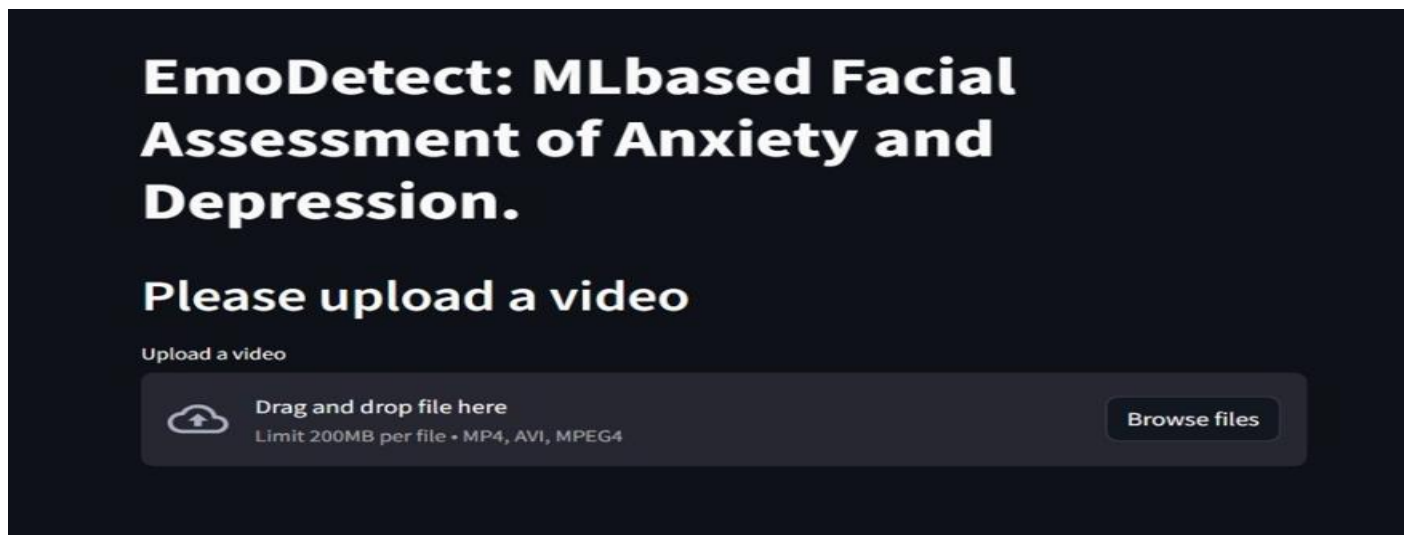 EmoDetect: MLbased Facial
Assessment of Anxiety and
Depression.
Please upload a video
Upload a video
Drag and drop file here
Limit 200MB per file • MP4, AVI, MPEG4
Browse files